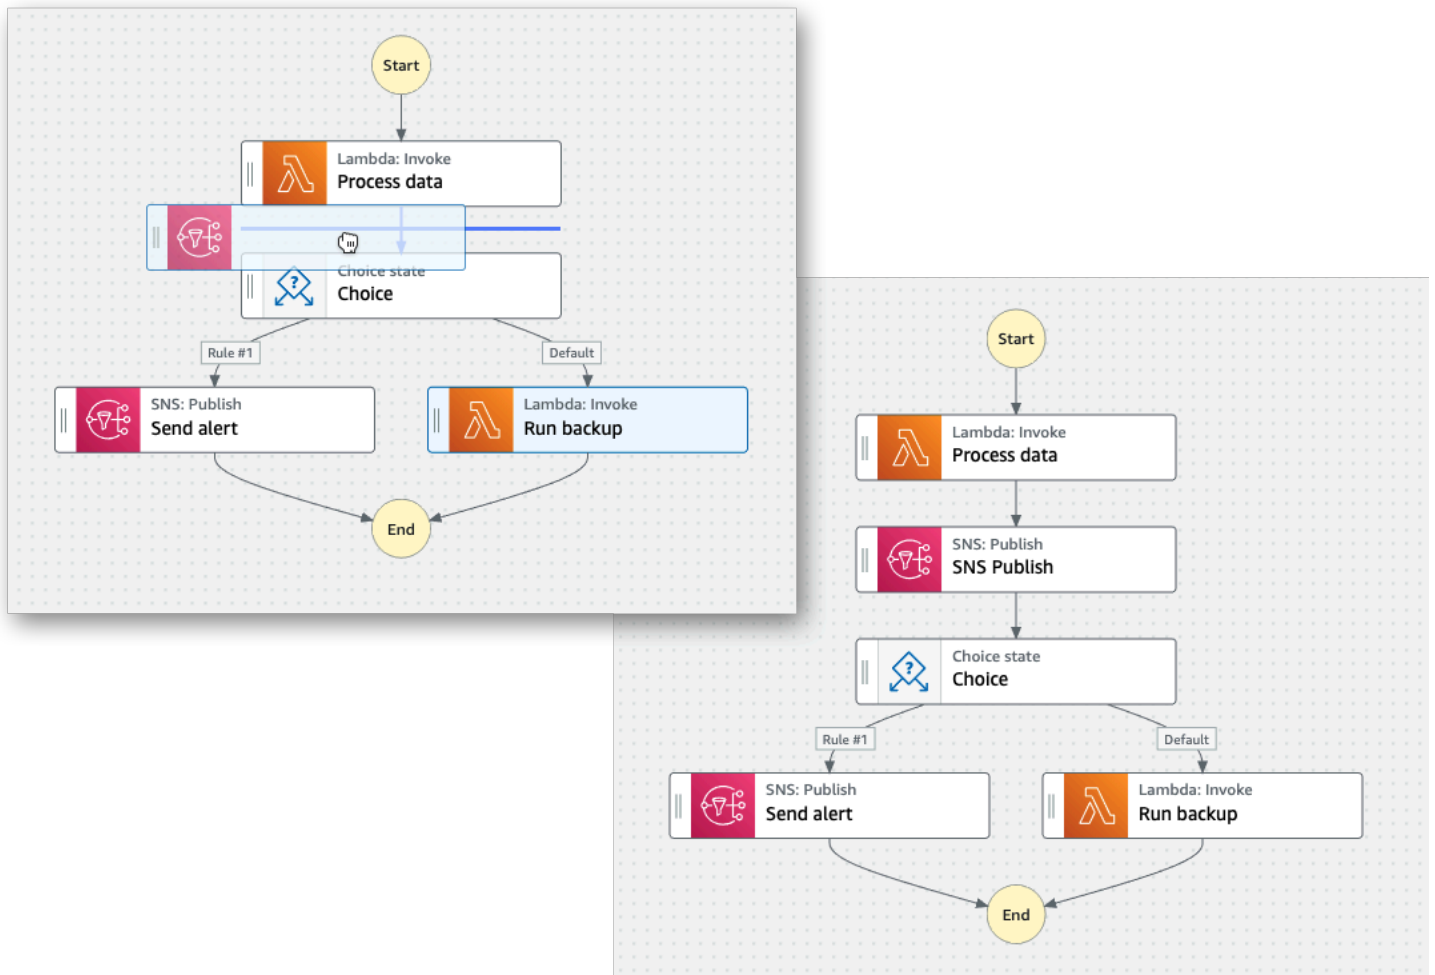 Start
Lambda: Invoke
Process data
Choice state
Choice
Rule #1
Default
SNS: Publish
Send alert
Lambda: Invoke
Run backup
End
Start
Lambda: Invoke
Process data
SNS: Publish
SNS Publish
Choice state
Choice
Rule #1
Default
SNS: Publish
Send alert
Lambda: Invoke
Run backup
End